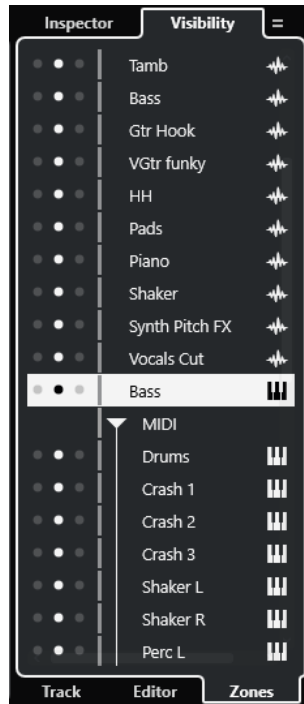 Inspector Visibility
Tamb
Bass
Gtr Hook
VGtr funky
HH
Pads
Piano
Shaker
Synth Pitch FX
Vocals Cut
Bass
MIDI
Drums
Crash 1
Crash 2
Crash 3
Shaker L
Shaker R
Perc L
Track Editor Zones